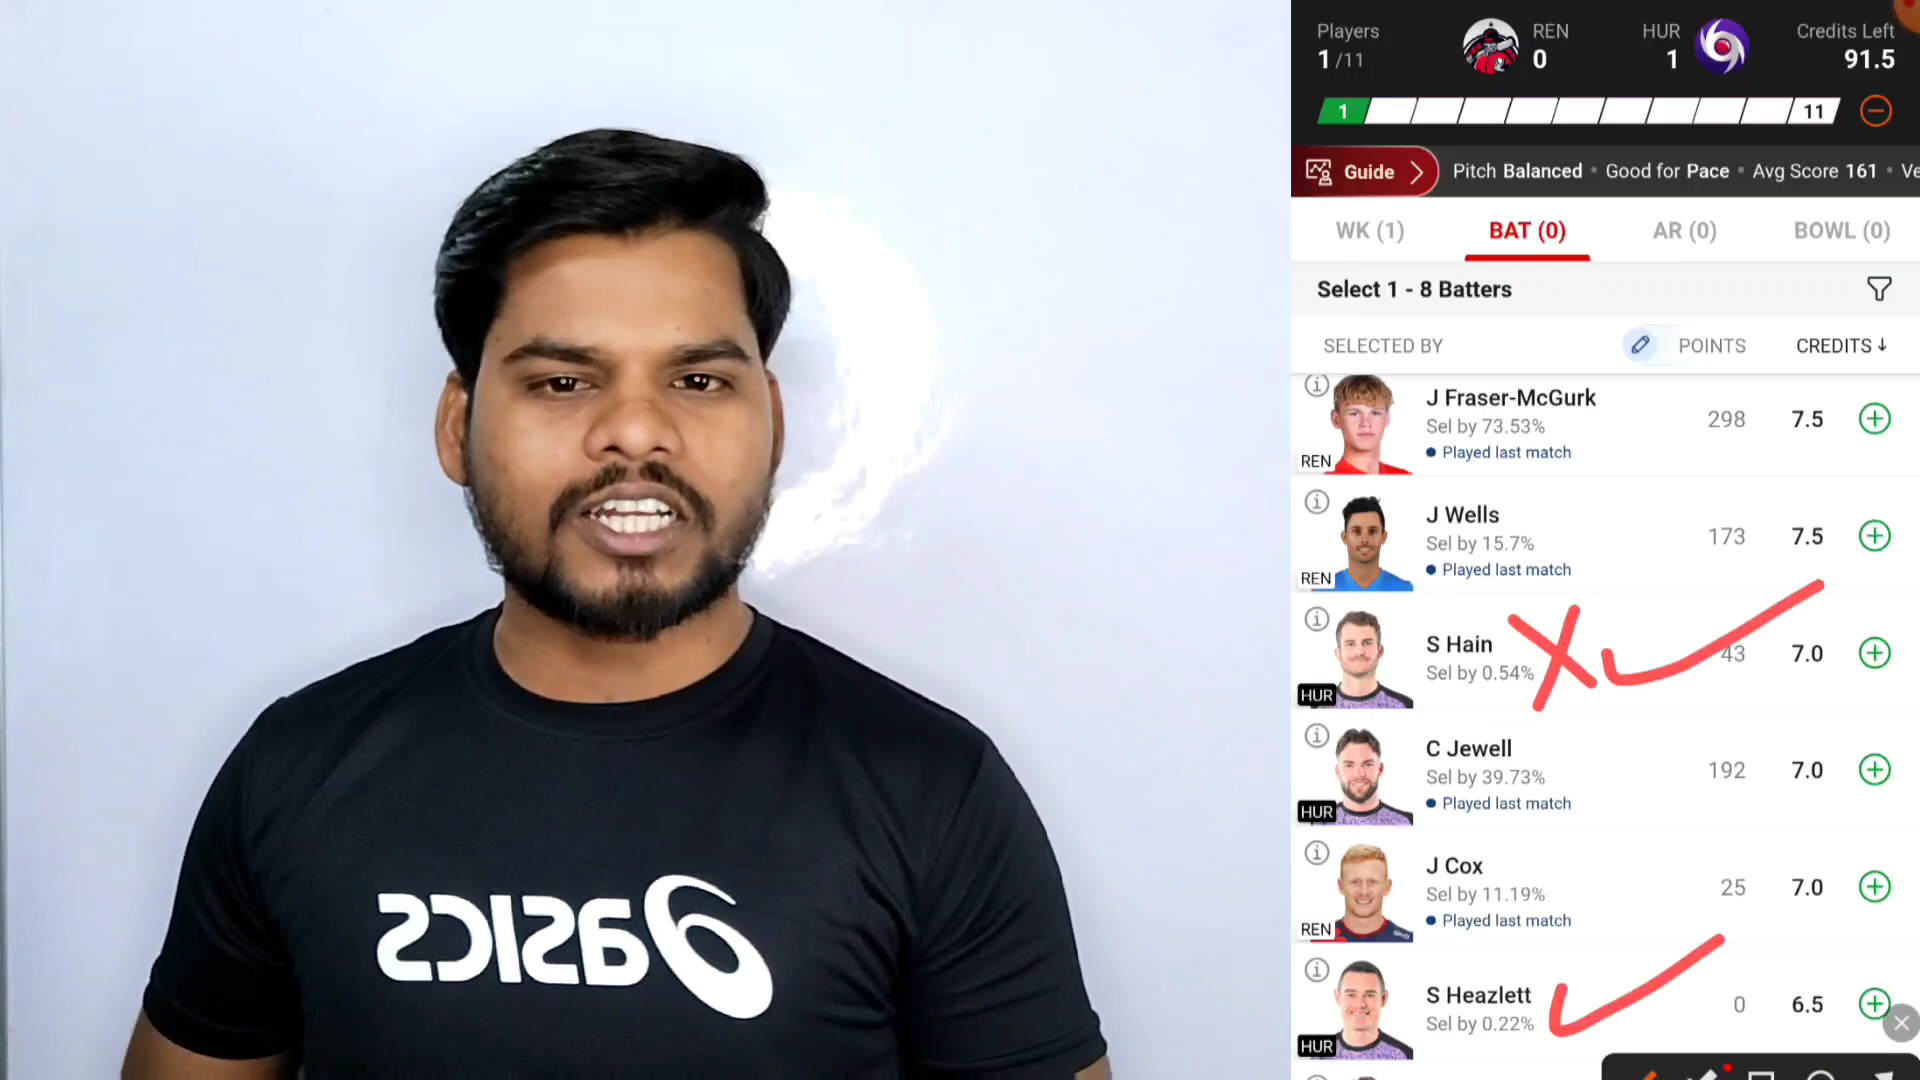 Players
1/11
REN
0
HUR
1
Credits Left
91.5
1
11
Guide
Pitch Balanced • Good for Pace • Avg Score 161 •
WK (1)
BAT (0)
AR (0)
BOWL (0)
Select 1 - 8 Batters
SELECTED BY
POINTS
CREDITS ↓
J Fraser-McGurk
Sel by 73.53%
Played last match
REN
298
7.5
J Wells
Sel by 15.7%
Played last match
REN
173
7.5
S Hain
Sel by 0.54%
HUR
43
7.0
C Jewell
Sel by 39.73%
Played last match
HUR
192
7.0
J Cox
Sel by 11.19%
Played last match
REN
25
7.0
S Heazlett
Sel by 0.22%
HUR
0
6.5
asics